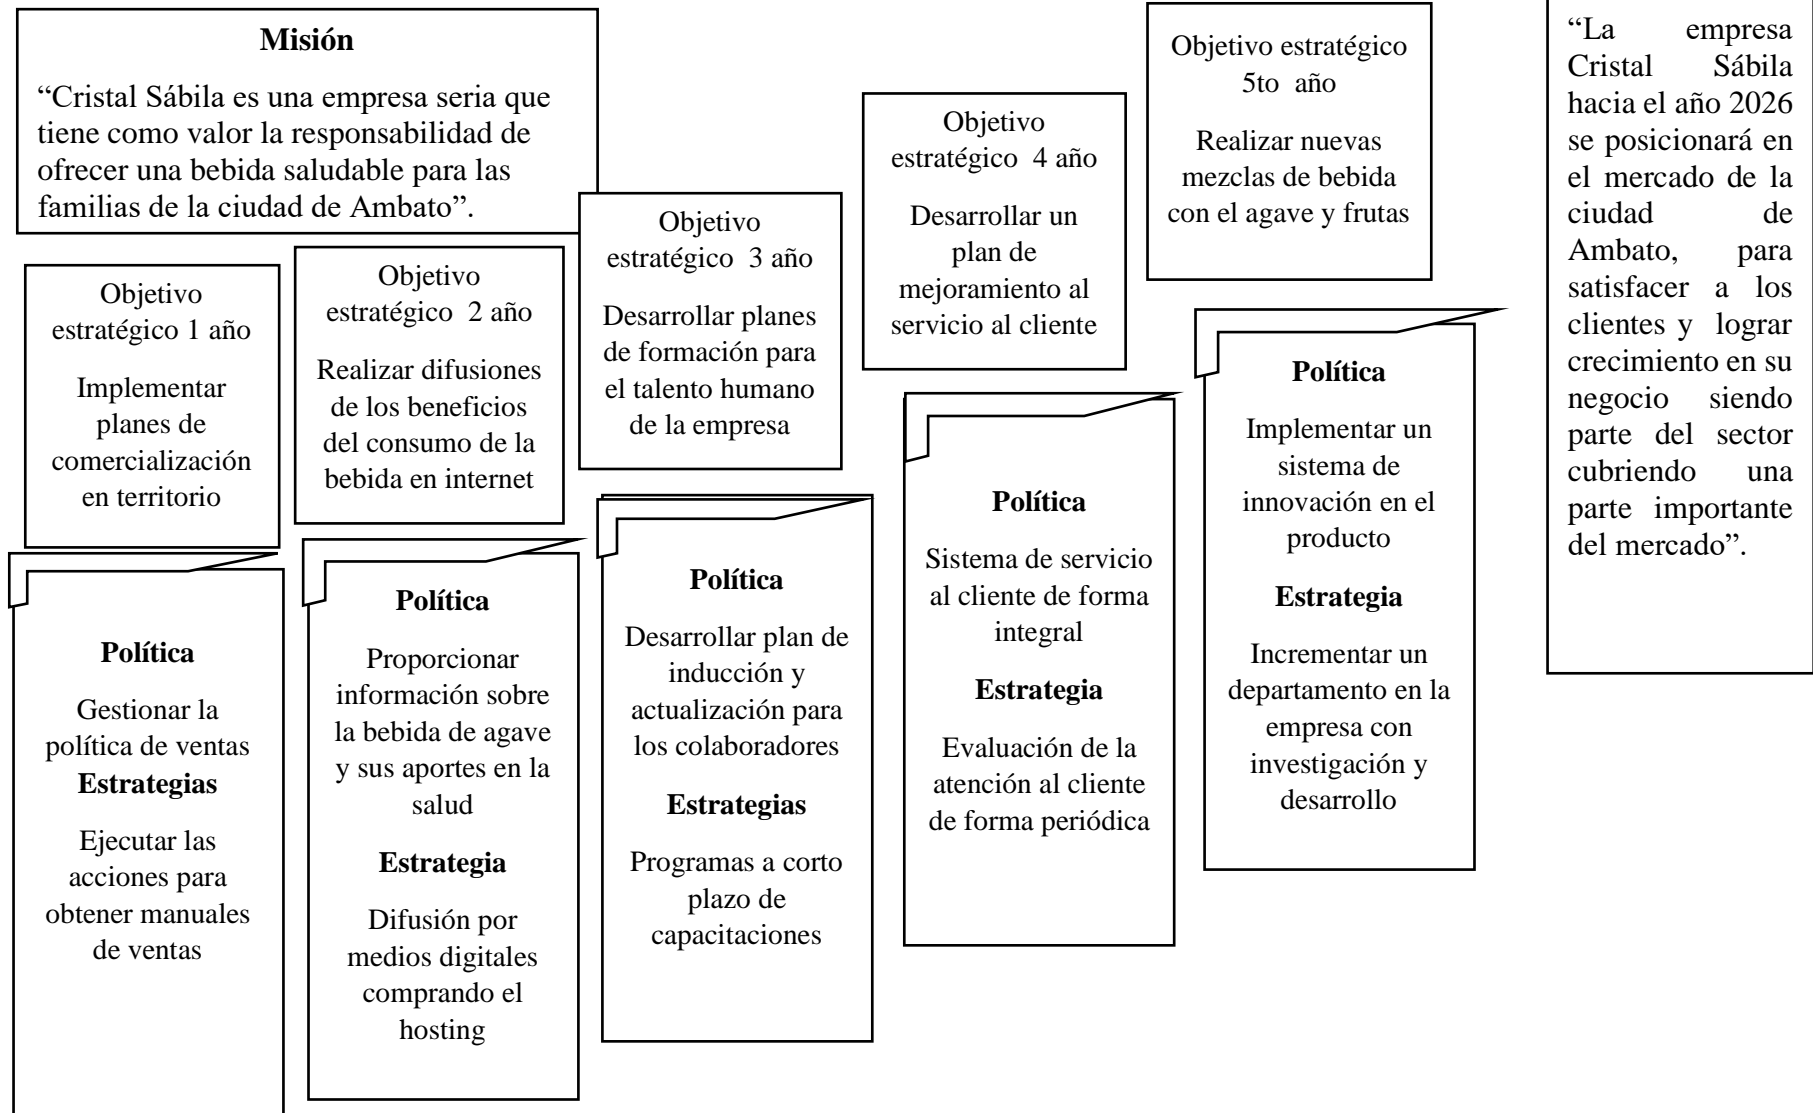 Misión
“Cristal Sábila es una empresa seria que
tiene como valor la responsabilidad de
ofrecer una bebida saludable para las
familias de la ciudad de Ambato”.
Objetivo
estratégico 1 año
Implementar
planes de
comercialización
en territorio
Política
Gestionar la
política de ventas
Estrategias
Ejecutar las
acciones para
obtener manuales
de ventas
Objetivo
estratégico 2 año
Realizar difusiones
de los beneficios
del consumo de la
bebida en internet
Política
Proporcionar
información sobre
la bebida de agave
y sus aportes en la
salud
Estrategia
Difusión por
medios digitales
comprando el
hosting
Objetivo
estratégico 3 año
Desarrollar planes
de formación para
el talento humano
de la empresa
Política
Desarrollar plan de
inducción y
actualización para
los colaboradores
Estrategias
Programas a corto
plazo de
capacitaciones
Objetivo
estratégico 4 año
Desarrollar un
plan de
mejoramiento al
servicio al cliente
Política
Sistema de servicio
al cliente de forma
integral
Estrategia
Evaluación de la
atención al cliente
de forma periódica
Objetivo estratégico
5to año
Realizar nuevas
mezclas de bebida
con el agave y frutas
Política
Implementar un
sistema de
innovación en el
producto
Estrategia
Incrementar un
departamento en la
empresa con
investigación y
desarrollo
“La empresa
Cristal Sábila
hacia el año 2026
se posicionará en
el mercado de la
ciudad de
Ambato, para
satisfacer a los
clientes y lograr
crecimiento en su
negocio siendo
parte del sector
cubriendo una
parte importante
del mercado”.